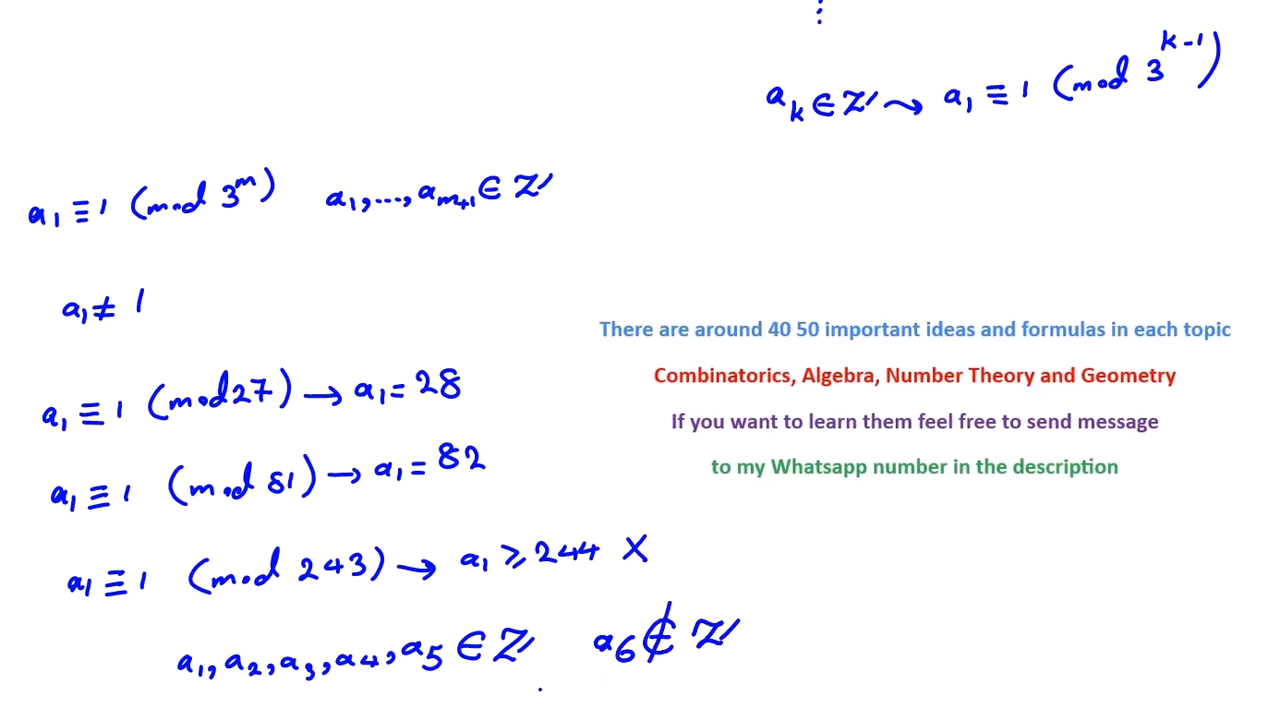 ⋮
a_k ∈ ℤ ⤳ a_1 ≡ 1 (mod 3^{k-1})
a_1 ≡ 1 (mod 3^m) a_1, ..., a_{m+1} ∈ ℤ
a_1 ≠ 1
a_1 ≡ 1 (mod 27) → a_1 = 28
a_1 ≡ 1 (mod 81) → a_1 = 82
a_1 ≡ 1 (mod 243) → a_1 ⩾ 244 X
a_1, a_2, a_3, a_4, a_5 ∈ ℤ a_6 ∉ ℤ
There are around 40 50 important ideas and formulas in each topic
Combinatorics, Algebra, Number Theory and Geometry
If you want to learn them feel free to send message
to my Whatsapp number in the description